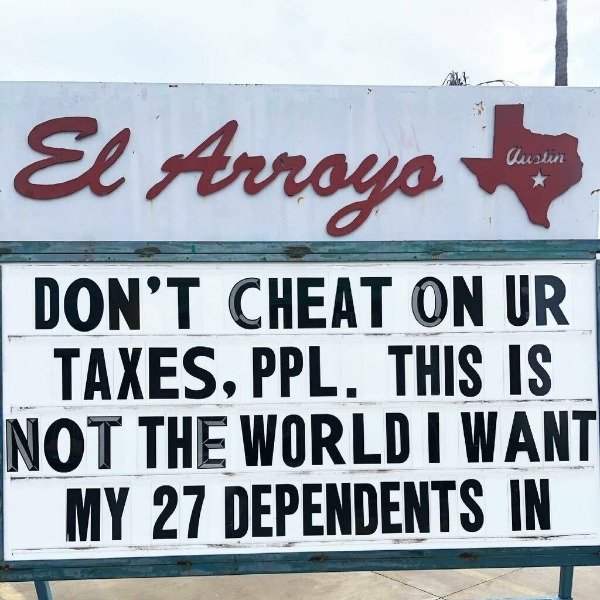 El Arroyo
Austin
DON'T CHEAT ON UR
TAXES, PPL. THIS IS
NOT THE WORLD I WANT
MY 27 DEPENDENTS IN